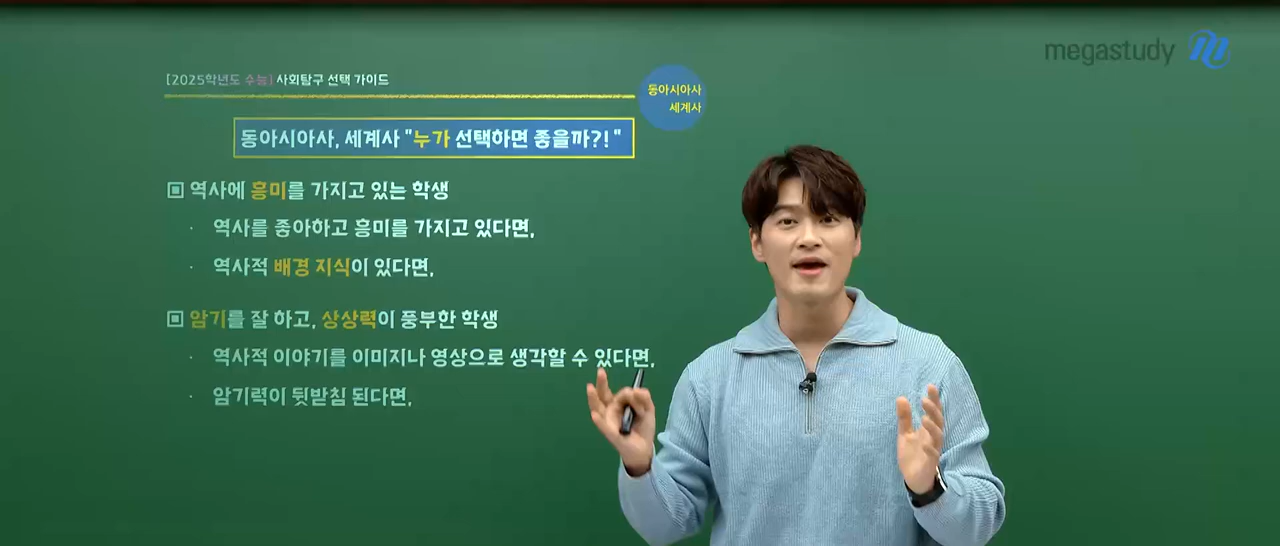 megastudy
[2025학년도 수능] 사회탐구 선택 가이드
동아시아사
세계사
동아시아사, 세계사 "누가 선택하면 좋을까?!"
▣ 역사에 흥미를 가지고 있는 학생
· 역사를 좋아하고 흥미를 가지고 있다면,
· 역사적 배경 지식이 있다면,
▣ 암기를 잘 하고, 상상력이 풍부한 학생
· 역사적 이야기를 이미지나 영상으로 생각할 수 있다면,
· 암기력이 뒷받침 된다면,